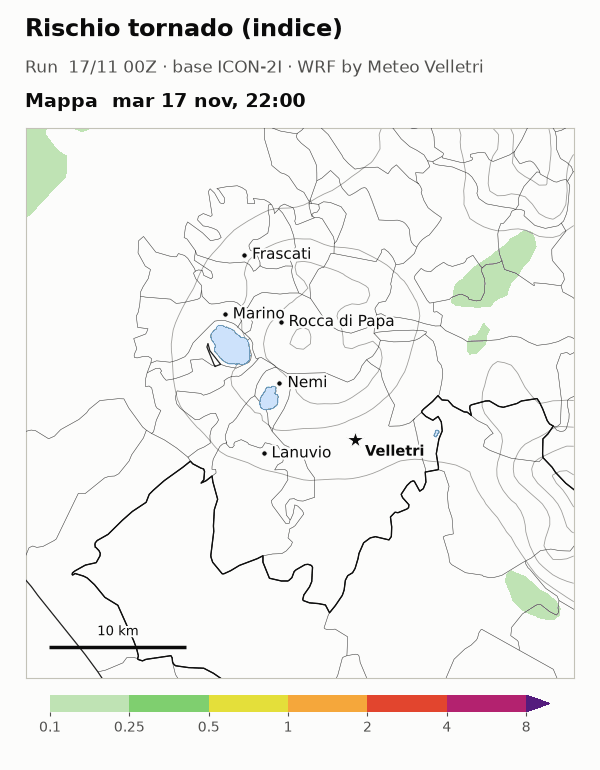 Rischio tornado (indice)
Run  17/11 00Z · base ICON-2I · WRF by Meteo Velletri
Mappa  mar 17 nov, 22:00
Frascati
Marino
Rocca di Papa
Nemi
Velletri
Lanuvio
10 km
0.1 0.25 0.5 1 2 4 8